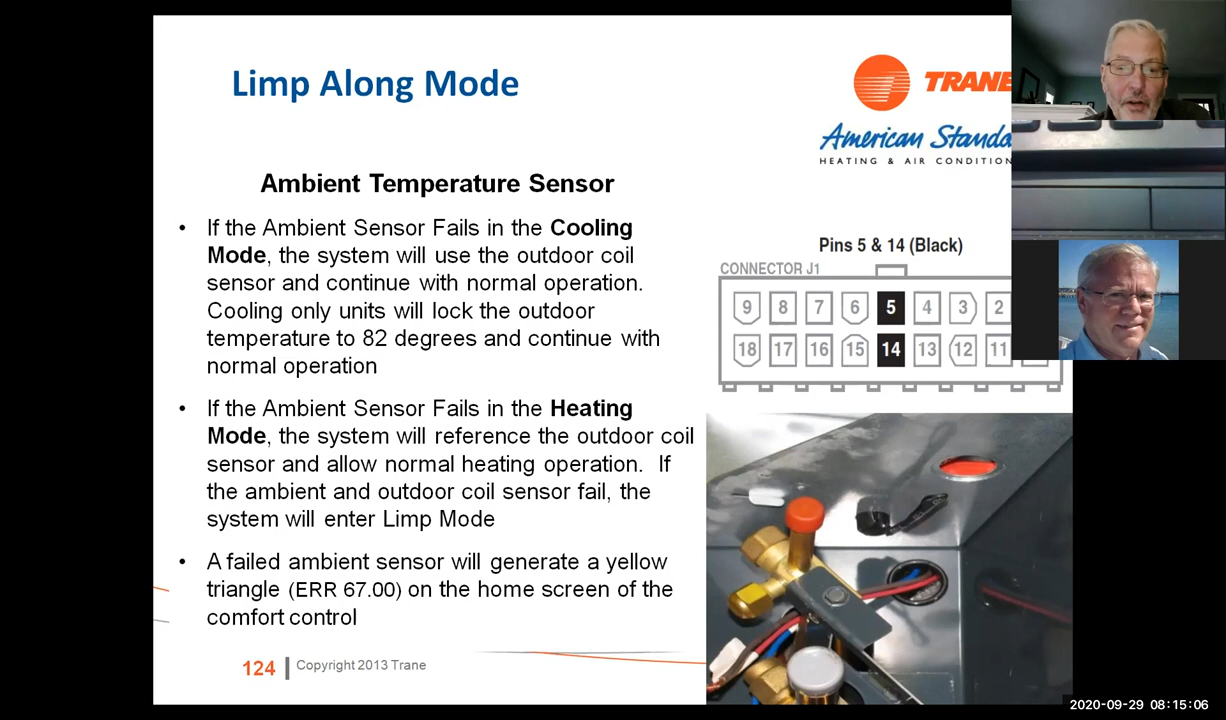 Limp Along Mode
TRANE
American Standa
HEATING & AIR CONDITION
Ambient Temperature Sensor
• If the Ambient Sensor Fails in the Cooling
Mode, the system will use the outdoor coil
sensor and continue with normal operation.
Cooling only units will lock the outdoor
temperature to 82 degrees and continue with
normal operation
• If the Ambient Sensor Fails in the Heating
Mode, the system will reference the outdoor coil
sensor and allow normal heating operation. If
the ambient and outdoor coil sensor fail, the
system will enter Limp Mode
• A failed ambient sensor will generate a yellow
triangle (ERR 67.00) on the home screen of the
comfort control
Pins 5 & 14 (Black)
CONNECTOR J1
9 8 7 6 5 4 3 2
18 17 16 15 14 13 12 11
124 Copyright 2013 Trane
2020-09-29 08:15:06